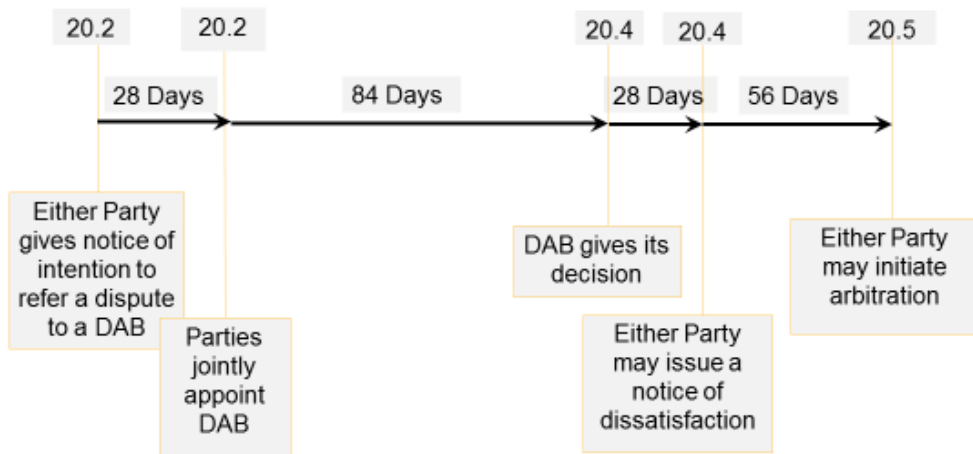 20.2
20.2
20.4
20.4
20.5
28 Days
84 Days
28 Days
56 Days
Either Party
gives notice of
intention to
refer a dispute
to a DAB
Parties
jointly
appoint
DAB
DAB gives its
decision
Either Party
may issue a
notice of
dissatisfaction
Either Party
may initiate
arbitration